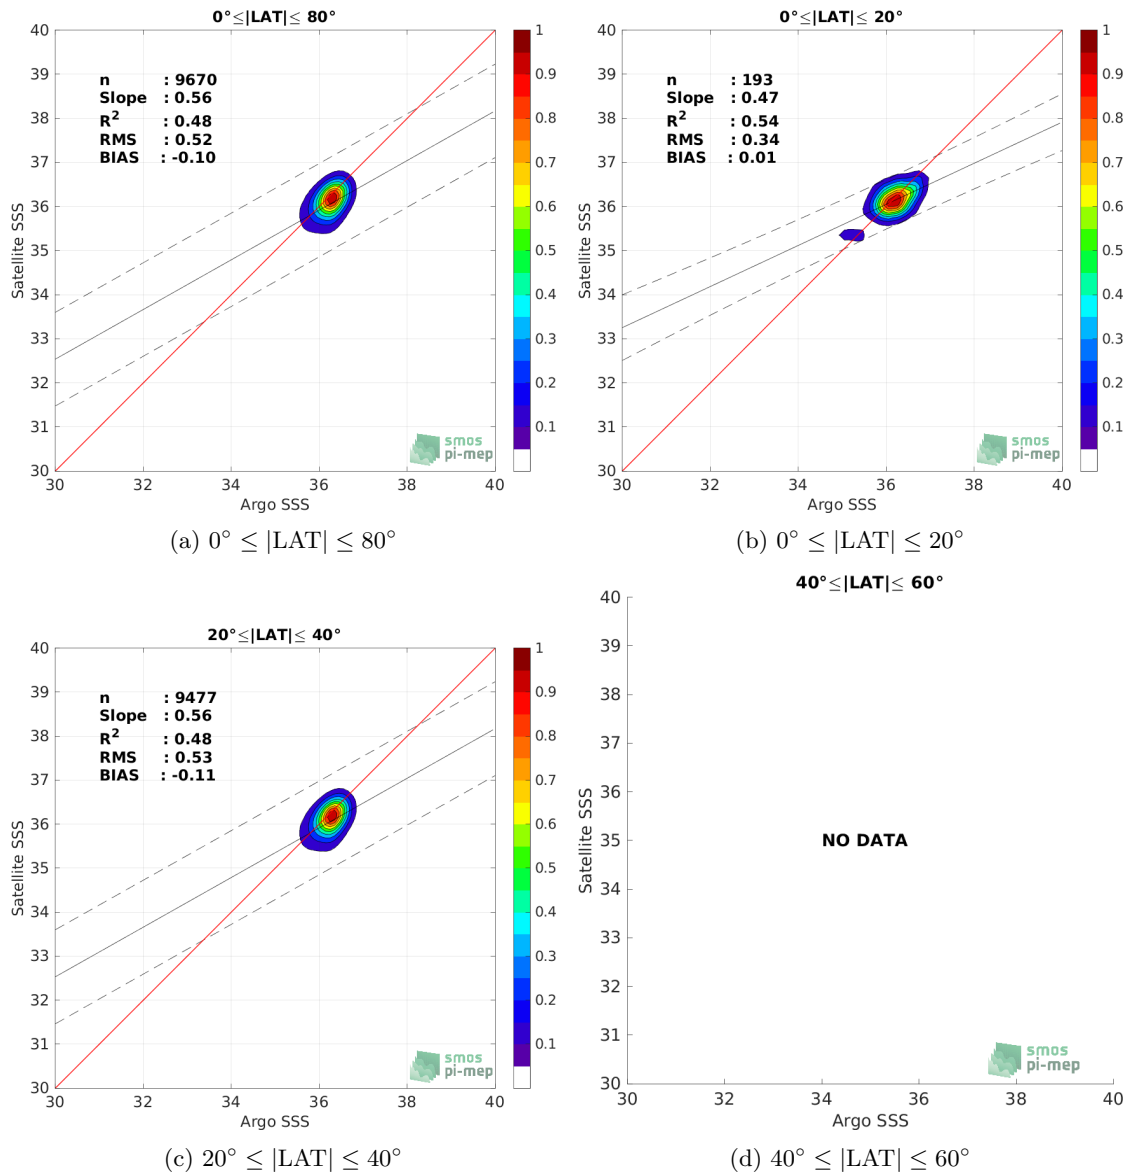 0°≤|LAT|≤ 80°
40
39
38
37
36
35
34
33
32
31
30
Satellite SSS
n : 9670
Slope : 0.56
R² : 0.48
RMS : 0.52
BIAS : -0.10
smos
pi-mep
30 32 34 36 38 40
Argo SSS
1
0.9
0.8
0.7
0.6
0.5
0.4
0.3
0.2
0.1
(a) 0° ≤ |LAT| ≤ 80°
0°≤|LAT|≤ 20°
40
39
38
37
36
35
34
33
32
31
30
Satellite SSS
n : 193
Slope : 0.47
R² : 0.54
RMS : 0.34
BIAS : 0.01
smos
pi-mep
30 32 34 36 38 40
Argo SSS
1
0.9
0.8
0.7
0.6
0.5
0.4
0.3
0.2
0.1
(b) 0° ≤ |LAT| ≤ 20°
20°≤|LAT|≤ 40°
40
39
38
37
36
35
34
33
32
31
30
Satellite SSS
n : 9477
Slope : 0.56
R² : 0.48
RMS : 0.53
BIAS : -0.11
smos
pi-mep
30 32 34 36 38 40
Argo SSS
1
0.9
0.8
0.7
0.6
0.5
0.4
0.3
0.2
0.1
(c) 20° ≤ |LAT| ≤ 40°
40°≤|LAT|≤ 60°
40
39
38
37
36
35
34
33
32
31
30
Satellite SSS
NO DATA
smos
pi-mep
30 32 34 36 38 40
Argo SSS
(d) 40° ≤ |LAT| ≤ 60°